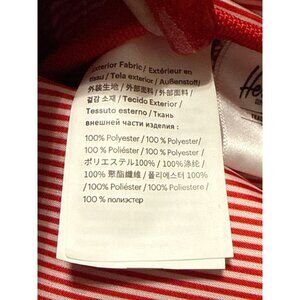 Exterior Fabric / Extérieur en
tissu / Tela exterior / Außenstoff/
外装生地 / 外部面料 / 外部面料 /
겉감 소재 / Tecido Exterior /
Tessuto esterno / Ткань
внешней части изделия :
100% Polyester / 100% Polyester /
100% Poliéster / 100% Polyester /
ポリエステル100% / 100%涤纶 /
100% 聚酯纖維 / 폴리에스터 100% /
100% Poliéster / 100% Poliestere /
100 % полиэстер